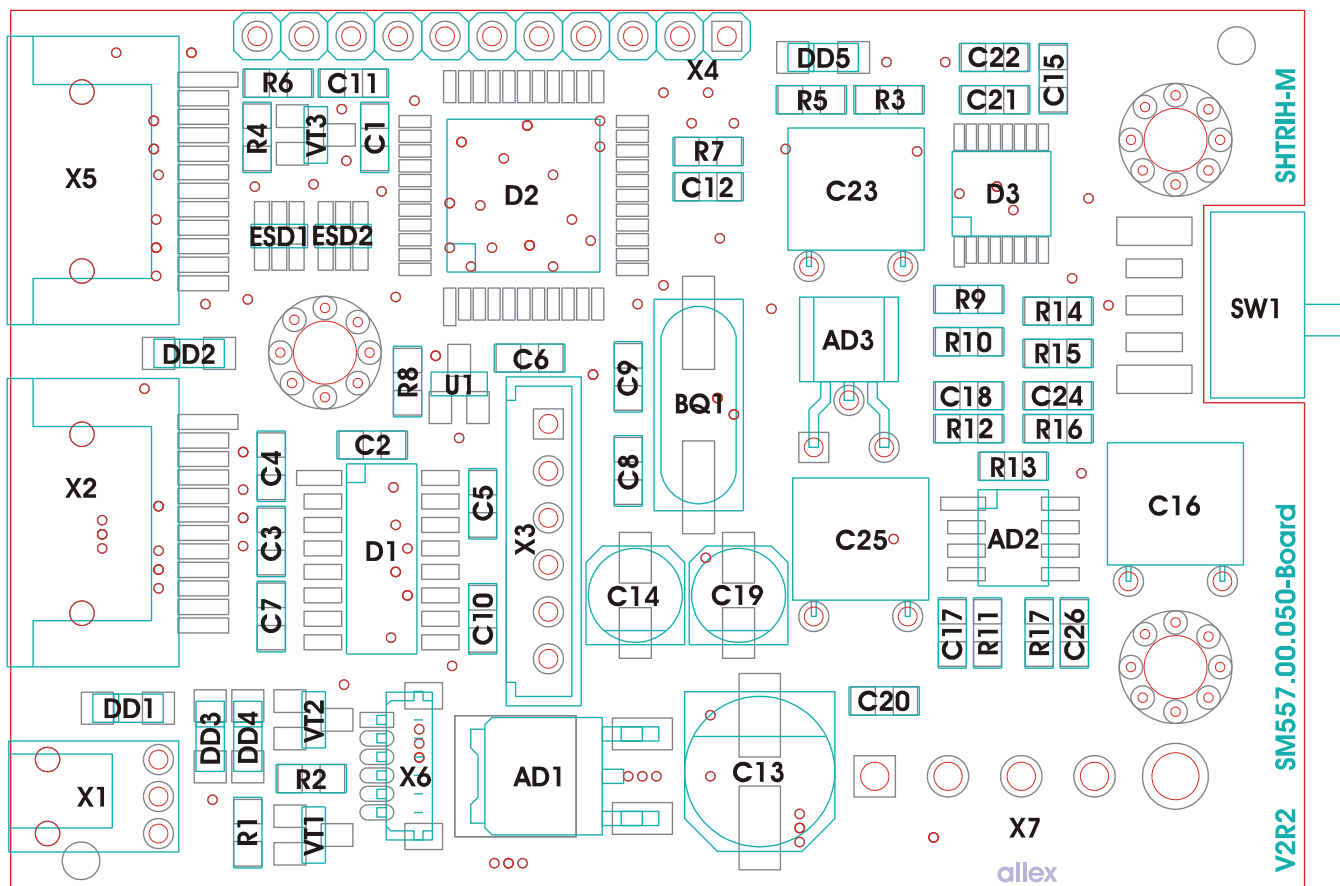 X4
DD5
C22
C15
R6
C11
R5
R3
C21
SHTRIH-M
R4
VT3
C1
R7
X5
C12
D2
C23
D3
ESD1
ESD2
R9
R14
SW1
DD2
C6
R10
R15
AD3
R8
U1
C9
BQ1
C18
C24
R12
R16
C2
C4
X2
C5
C8
R13
C16
C3
D1
X3
C25
AD2
C14
C19
C7
C10
C17
R11
R17
C26
SM557.00.050-Board
DD1
DD3
DD4
VT2
C20
R2
X6
AD1
C13
X1
R1
VT1
X7
V2R2
allex